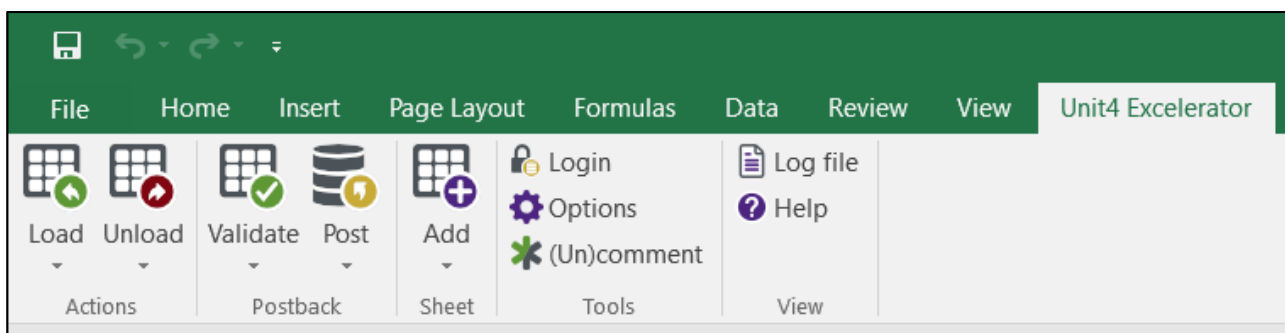 File Home Insert Page Layout Formulas Data Review View Unit4 Excelerator
Load Unload Validate Post Add
Login
Options
(Un)comment
Log file
Help
Actions Postback Sheet Tools View